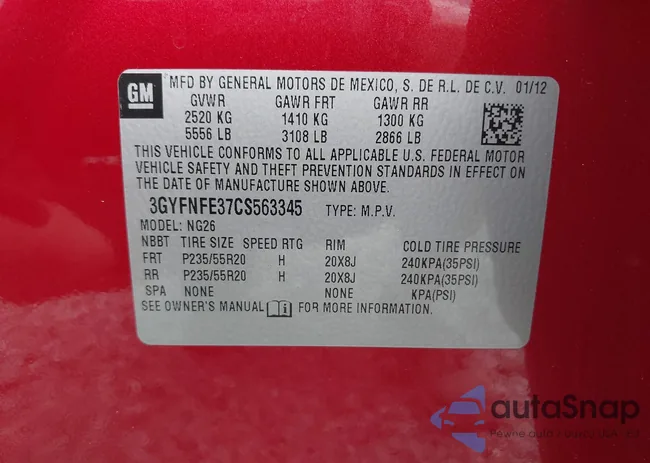 GM
MFD BY GENERAL MOTORS DE MEXICO, S. DE R.L. DE C.V. 01/12
GVWR GAWR FRT GAWR RR
2520 KG 1410 KG 1300 KG
5556 LB 3108 LB 2866 LB
THIS VEHICLE CONFORMS TO ALL APPLICABLE U.S. FEDERAL MOTOR
VEHICLE SAFETY AND THEFT PREVENTION STANDARDS IN EFFECT ON
THE DATE OF MANUFACTURE SHOWN ABOVE.
3GYFNFE37CS563345 TYPE: M.P.V.
MODEL: NG26
NBBT TIRE SIZE SPEED RTG RIM COLD TIRE PRESSURE
FRT P235/55R20 H 20X8J 240KPA(35PSI)
RR P235/55R20 H 20X8J 240KPA(35PSI)
SPA NONE NONE KPA(PSI)
SEE OWNER'S MANUAL FOR MORE INFORMATION.
autaSnap
Pewne auto